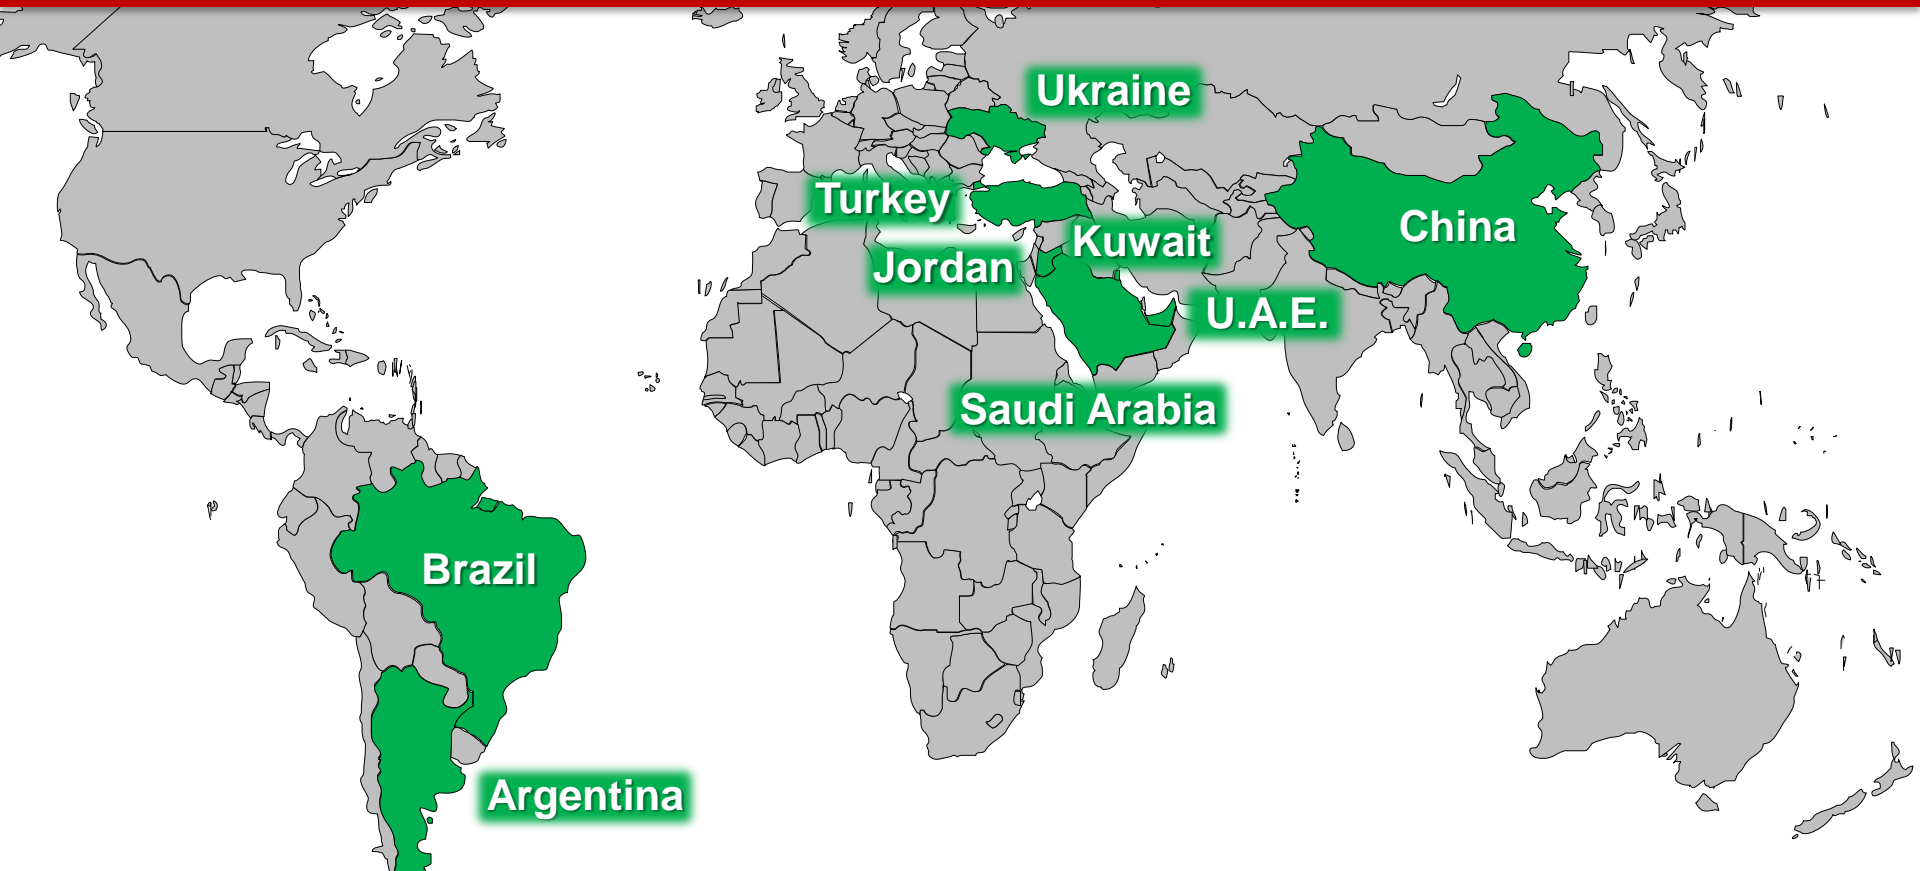 Ukraine
Turkey
Kuwait
China
Jordan
U.A.E.
Saudi Arabia
Brazil
Argentina